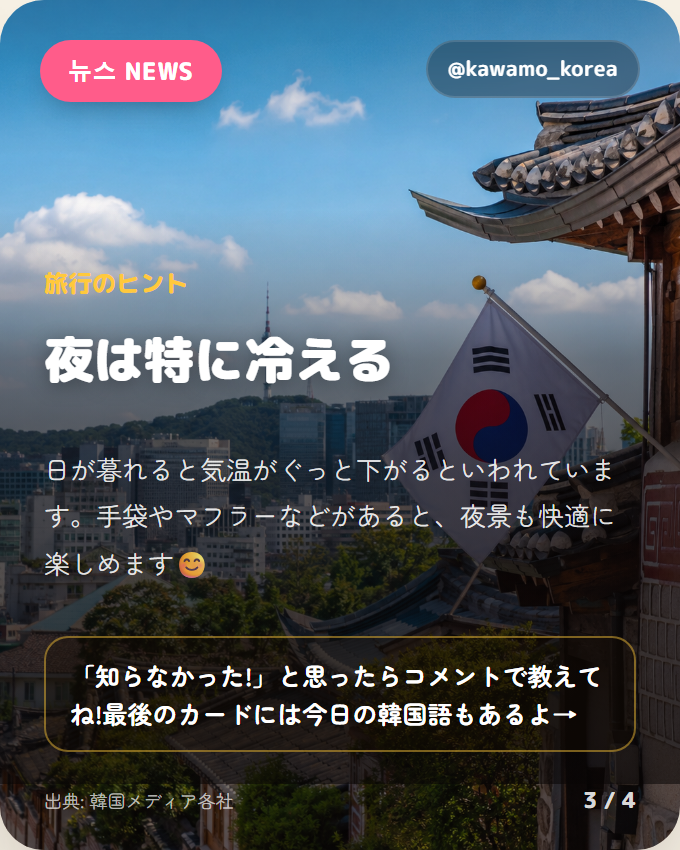 뉴스 NEWS
@kawamo_korea
旅行のヒント
夜は特に冷える
日が暮れると気温がぐっと下がるといわれていま
す。手袋やマフラーなどがあると、夜景も快適に
楽しめます😊
「知らなかった!」と思ったらコメントで教えて
ね!最後のカードには今日の韓国語もあるよ→
出典: 韓国メディア各社
3 / 4